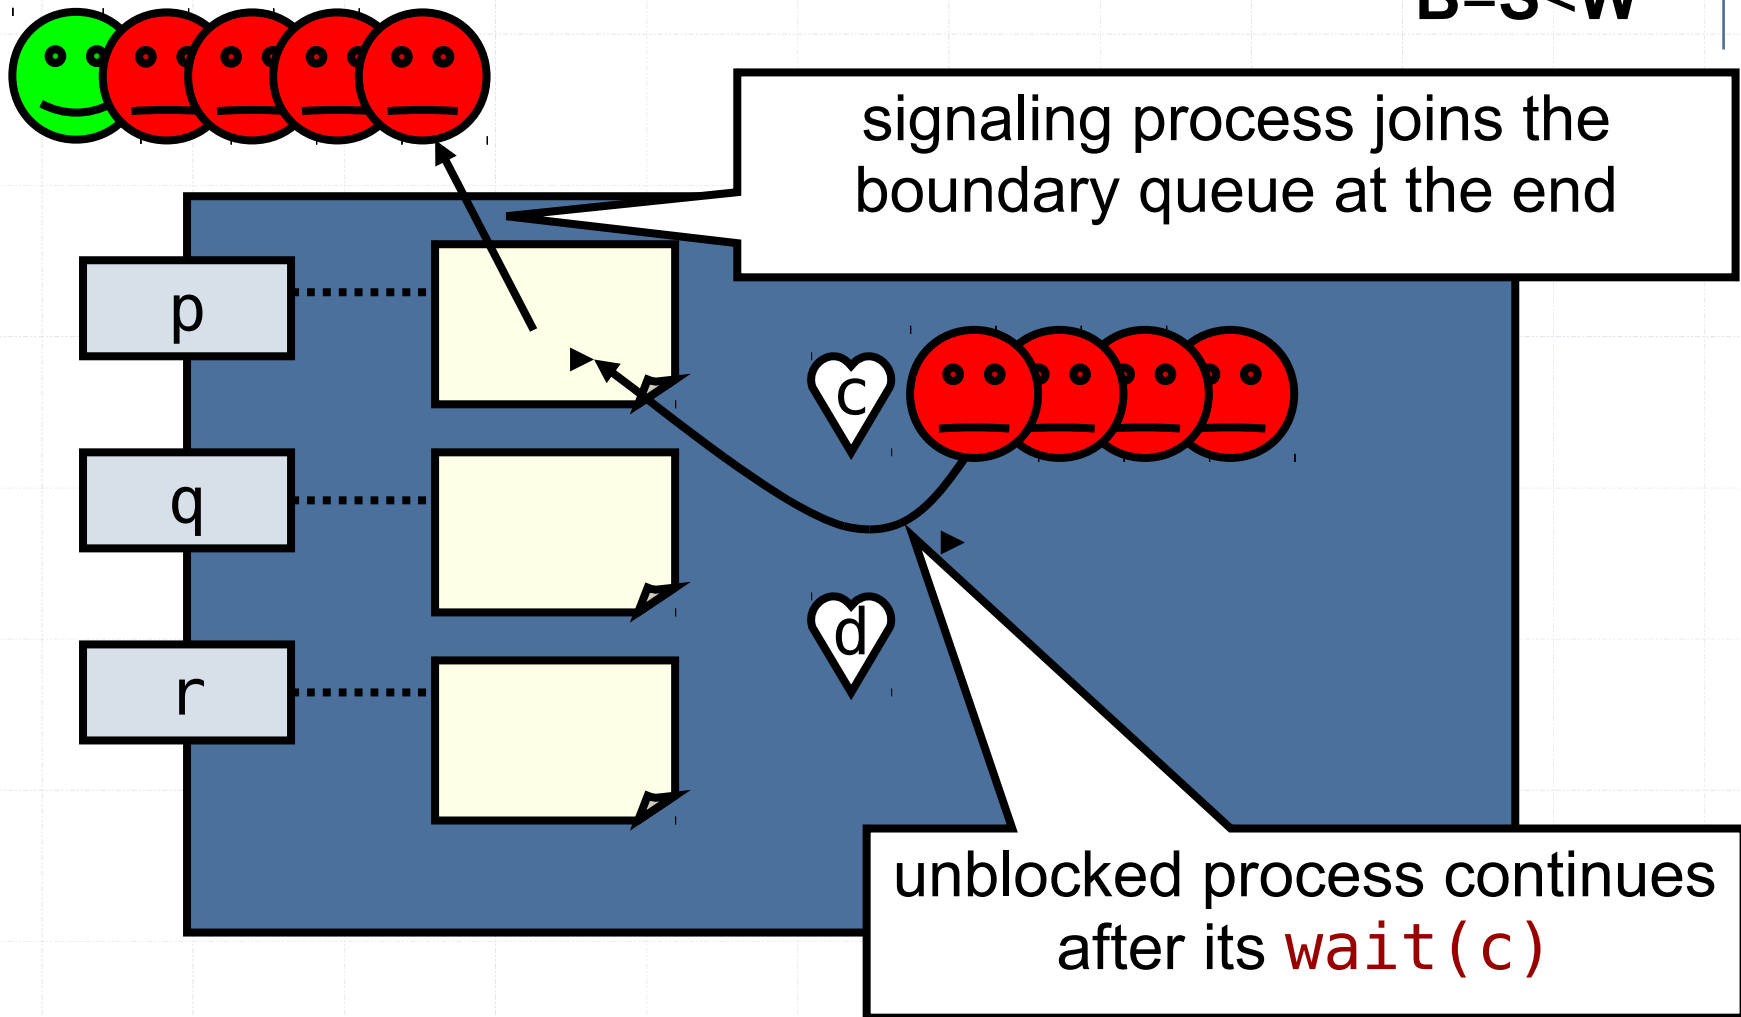 B=S<W
signaling process joins the
boundary queue at the end
p
c
q
d
r
unblocked process continues
after its wait(c)